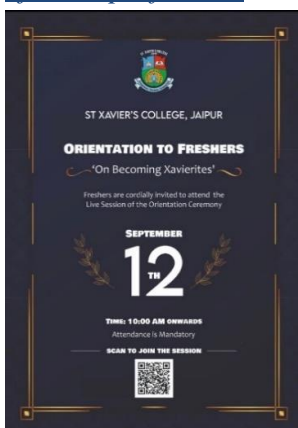 ST XAVIER'S COLLEGE, JAIPUR
ORIENTATION TO FRESHERS
'On Becoming Xavierites'
Freshers are cordially invited to attend the
Live Session of the Orientation Ceremony
SEPTEMBER
12
TH
TIME: 10:00 AM ONWARDS
Attendance Is Mandatory
SCAN TO JOIN THE SESSION